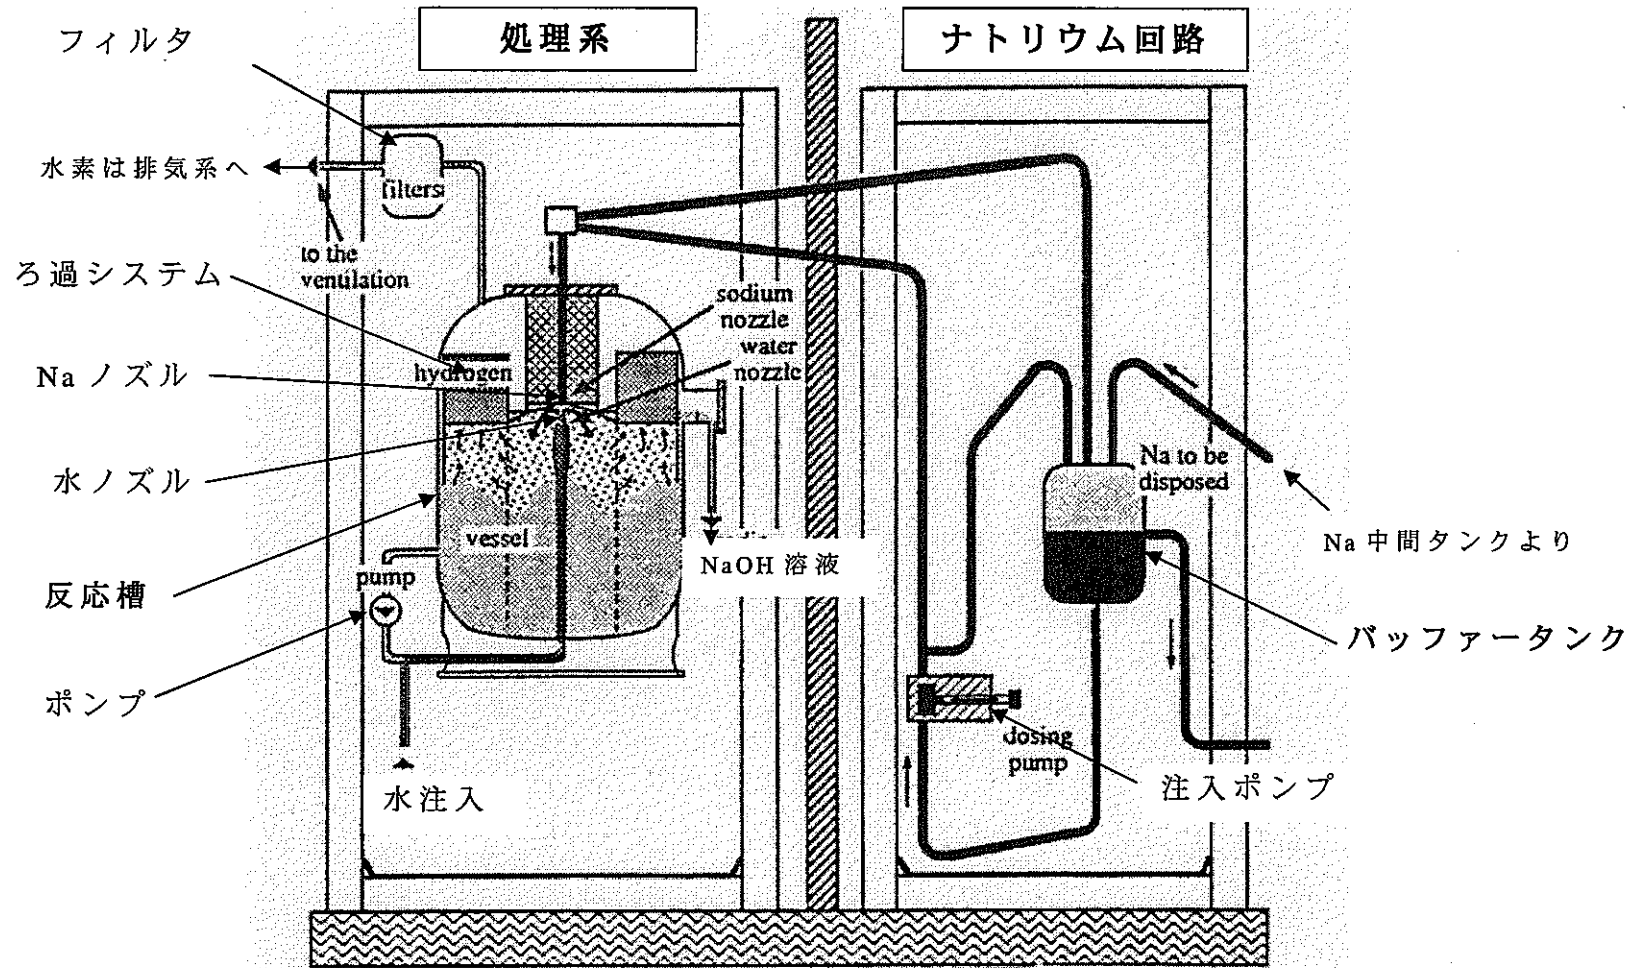 処理系
ナトリウム回路
フィルタ
水素は排気系へ
filters
to the
ventilation
ろ過システム
sodium
nozzle
water
nozzle
hydrogen
Na ノズル
水ノズル
Na to be
disposed
Na 中間タンクより
vessel
NaOH 溶液
pump
反応槽
バッファータンク
ポンプ
dosing
pump
注入ポンプ
水注入